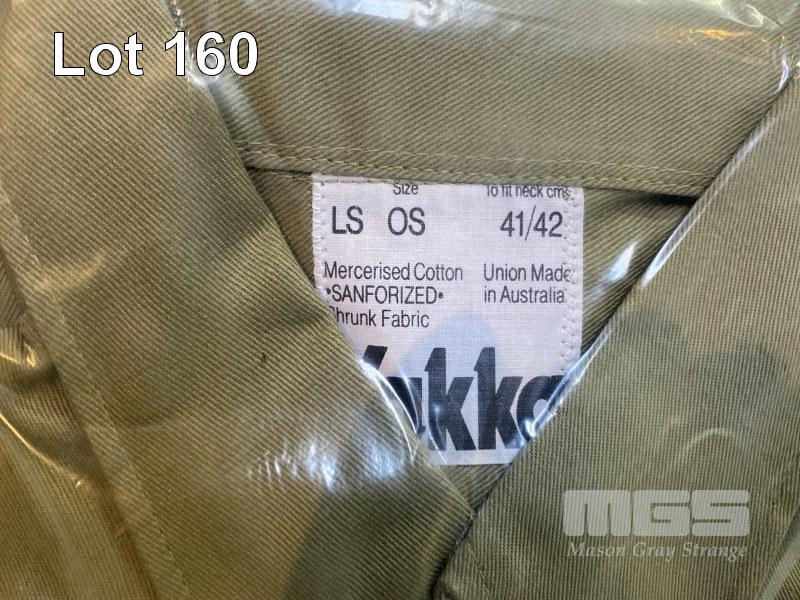 Lot 160
Size To fit neck cms
LS OS 41/42
Mercerised Cotton Union Made
•SANFORIZED• in Australia
Shrunk Fabric
Yakka
MGS
Mason Gray Strange